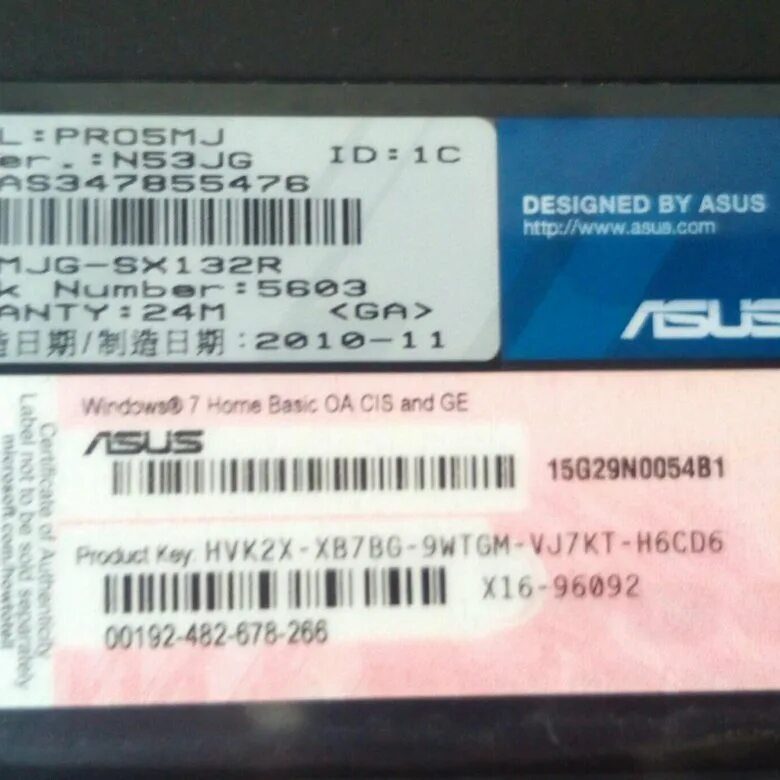 L:PRO5MJ
er.:N53JG ID:1C
AS347855476
MJG-SX132R
k Number:5603
ANTY:24M <GA>
造日期/制造日期:2010-11
DESIGNED BY ASUS
http://www.asus.com
ASUS
Windows® 7 Home Basic OA CIS and GE
ASUS
15G29N0054B1
Product Key: HVK2X-XB7BG-9WTGM-VJ7KT-H6CD6
X16-96092
00192-482-678-266
Certificate of Authenticity
Label not to be sold separately
microsoft.com/howtotell